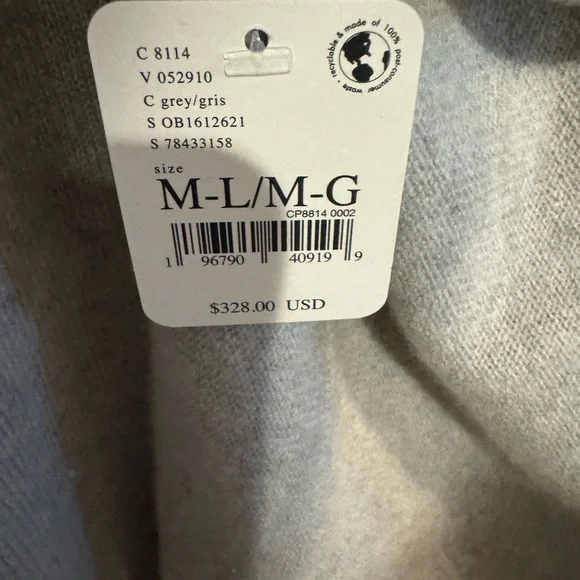 C 8114
V 052910
C grey/gris
S OB1612621
S 78433158
size
M-L/M-G
CP8814 0002
1 96790 40919 9
$328.00 USD
recyclable & made of 100% post-consumer waste •